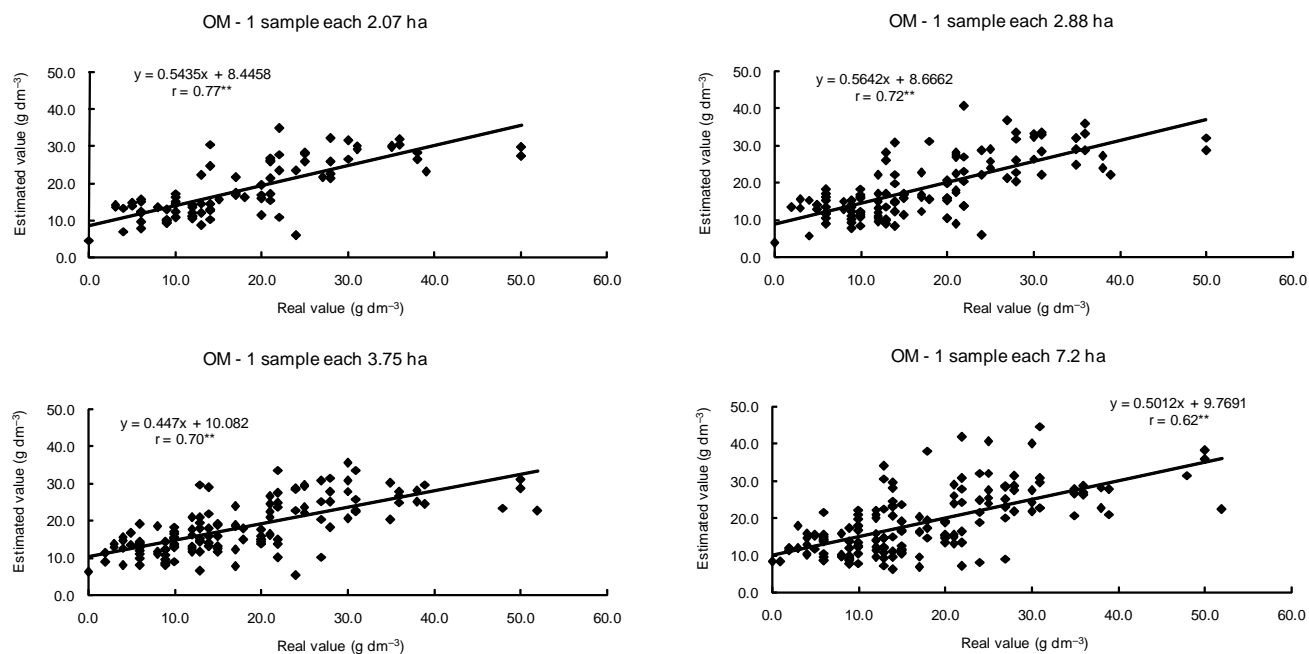 OM - 1 sample each 2.07 ha
y = 0.5435x + 8.4458
r = 0.77**
Estimated value (g dm⁻³)
50.0
40.0
30.0
20.0
10.0
0.0
0.0 10.0 20.0 30.0 40.0 50.0 60.0
Real value (g dm⁻³)
OM - 1 sample each 2.88 ha
y = 0.5642x + 8.6662
r = 0.72**
Estimated value (g dm⁻³)
50.0
40.0
30.0
20.0
10.0
0.0
0.0 10.0 20.0 30.0 40.0 50.0 60.0
Real value (g dm⁻³)
OM - 1 sample each 3.75 ha
y = 0.447x + 10.082
r = 0.70**
Estimated value (g dm⁻³)
50.0
40.0
30.0
20.0
10.0
0.0
0.0 10.0 20.0 30.0 40.0 50.0 60.0
Real value (g dm⁻³)
OM - 1 sample each 7.2 ha
y = 0.5012x + 9.7691
r = 0.62**
Estimated value (g dm⁻³)
50.0
40.0
30.0
20.0
10.0
0.0
0.0 10.0 20.0 30.0 40.0 50.0 60.0
Real value (g dm⁻³)